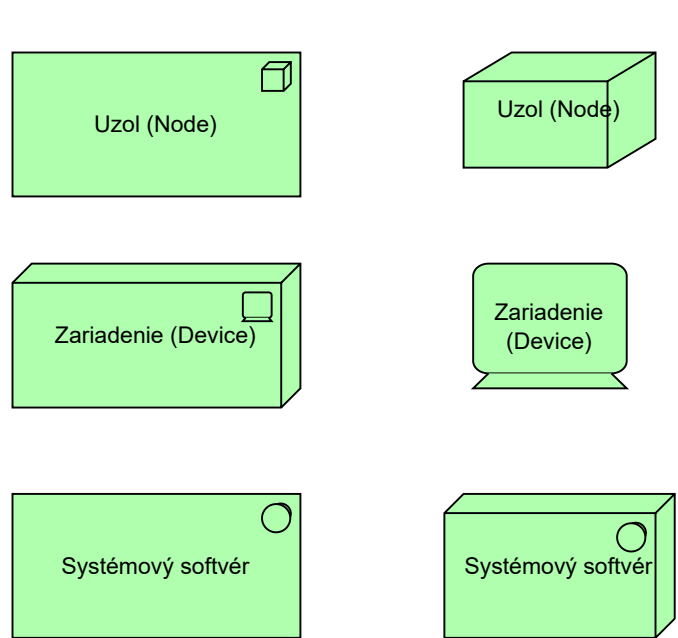 Uzol (Node)
Uzol (Node)
Zariadenie (Device)
Zariadenie
(Device)
Systémový softvér
Systémový softvér